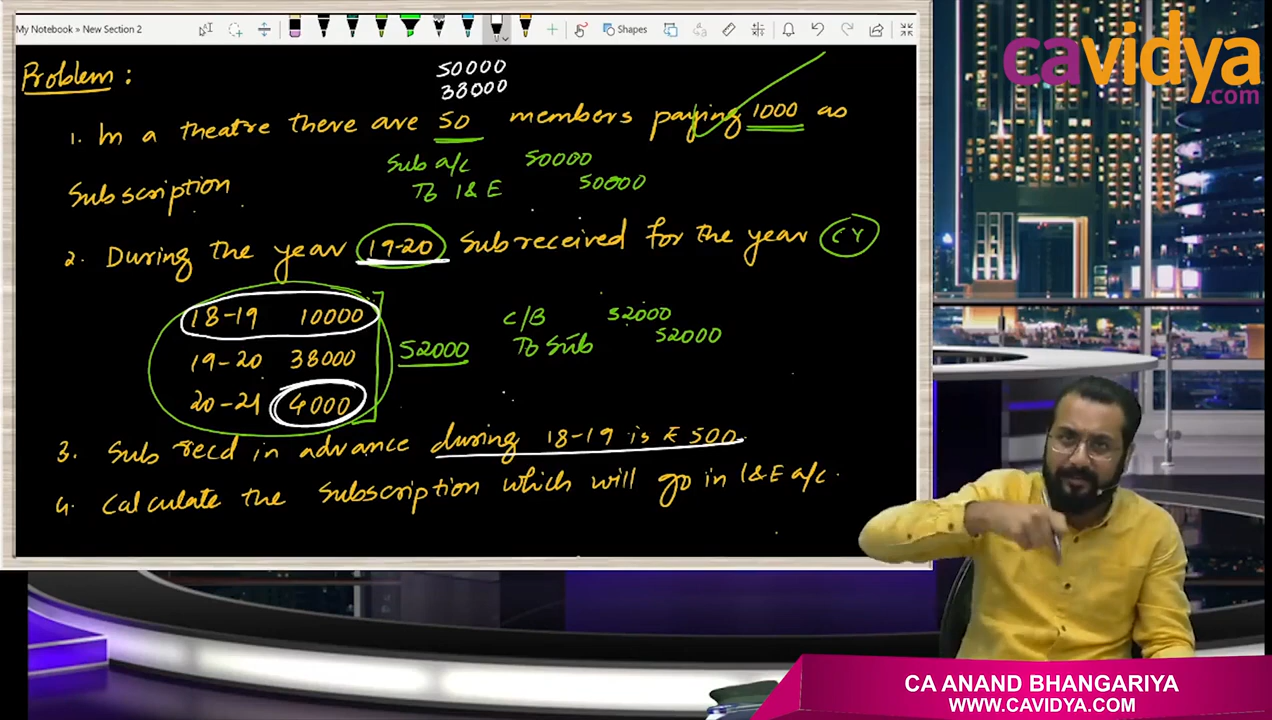 My Notebook » New Section 2
Shapes
cavidya
.com
Problem :
50000
38000
1. In a theatre there are 50 members paying 1000 as
Sub a/c 50000
To I & E 50000
Subscription
2. During the year 19-20 Sub received for the year CY
18-19 10000
19-20 38000
20-21 4000
52000
C/B 52000
To Sub 52000
3. Sub recd in advance during 18-19 is ₹ 500
4. Calculate the Subscription which will go in I&E a/c.
CA ANAND BHANGARIYA
WWW.CAVIDYA.COM